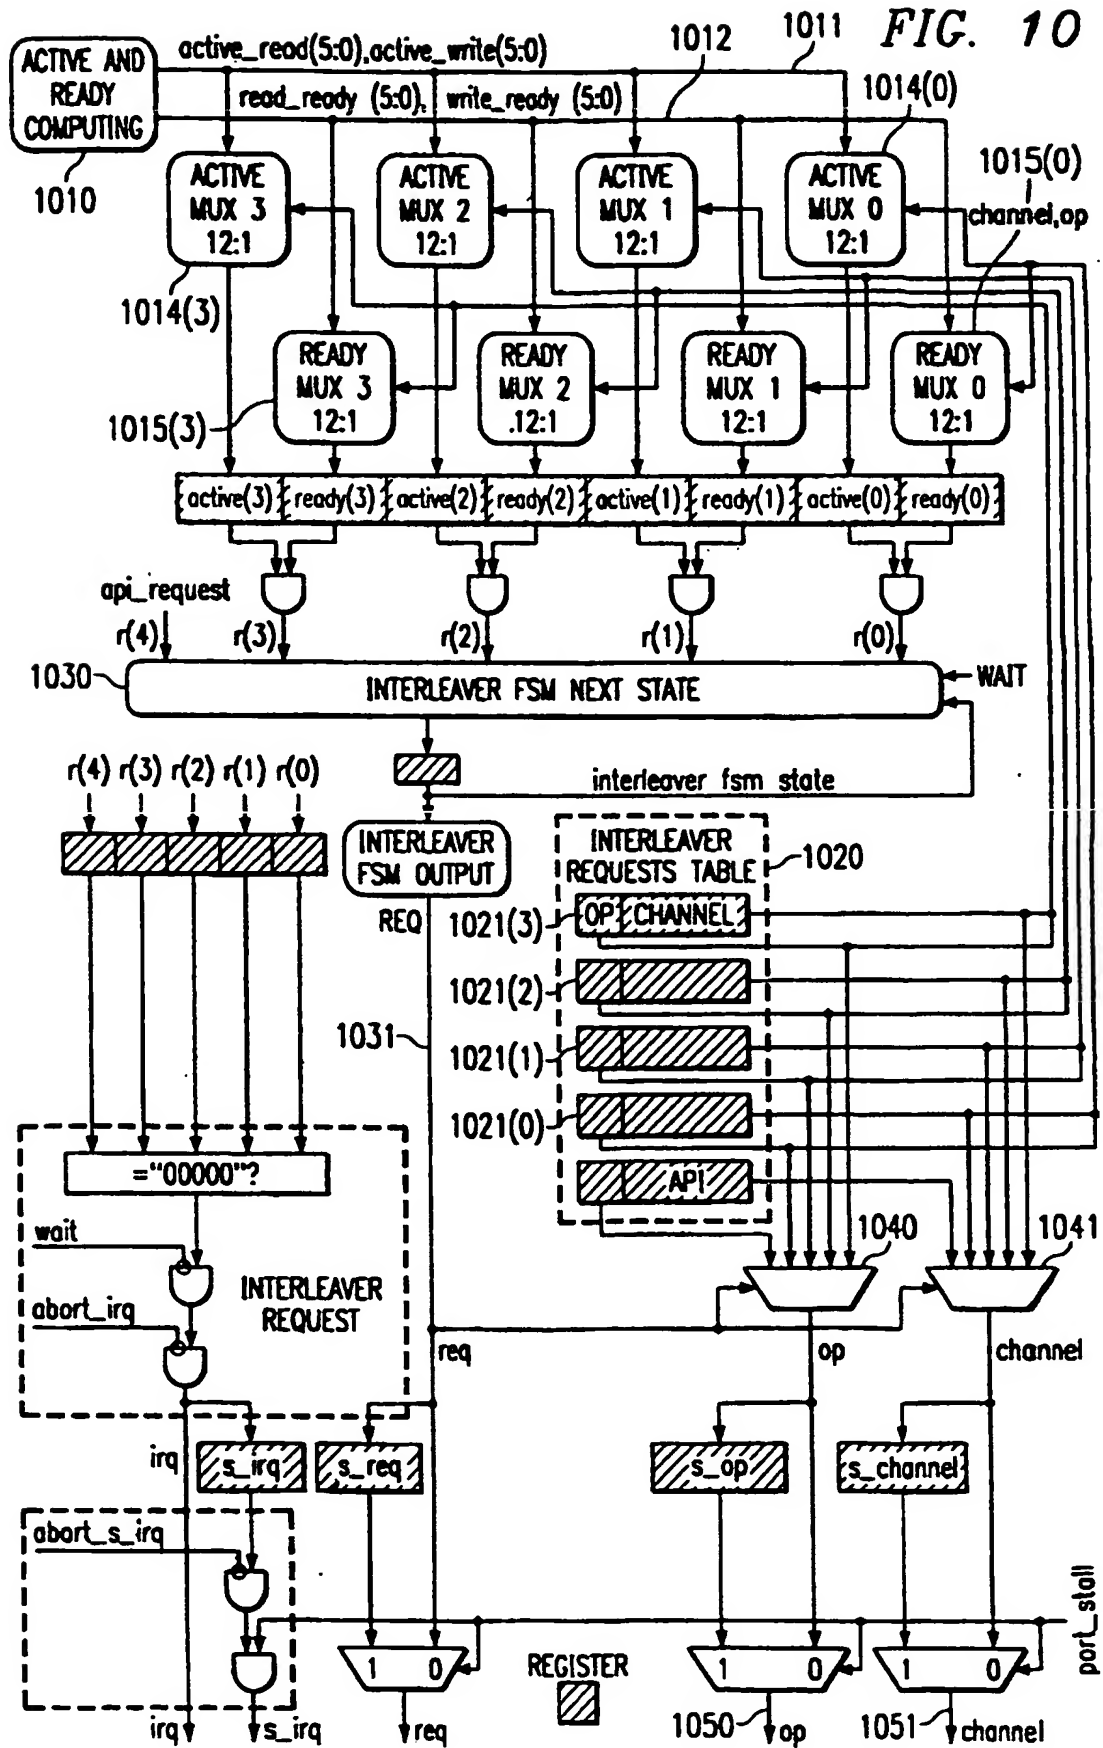 FIG. 10
ACTIVE AND
READY
COMPUTING
1010
active_read(5:0),active_write(5:0)
read_ready (5:0), write_ready (5:0)
1012
1011
1014(0)
1015(0)
channel,op
ACTIVE
MUX 3
12:1
ACTIVE
MUX 2
12:1
ACTIVE
MUX 1
12:1
ACTIVE
MUX 0
12:1
1014(3)
READY
MUX 3
12:1
READY
MUX 2
.12:1
READY
MUX 1
12:1
READY
MUX 0
12:1
1015(3)
active(3) ready(3) active(2) ready(2) active(1) ready(1) active(0) ready(0)
api_request
r(4) r(3) r(2) r(1) r(0)
1030
INTERLEAVER FSM NEXT STATE
WAIT
r(4) r(3) r(2) r(1) r(0)
interleaver fsm state
INTERLEAVER
FSM OUTPUT
REQ
1031
INTERLEAVER
REQUESTS TABLE
1020
1021(3) OP CHANNEL
1021(2)
1021(1)
1021(0)
API
="00000"?
wait
abort_irq
INTERLEAVER
REQUEST
1040
1041
req
op
channel
irq
s_irq
s_req
s_op
s_channel
abort_s_irq
port_stall
1 0
1 0
1 0
REGISTER
irq
s_irq
req
1050
op
1051
channel